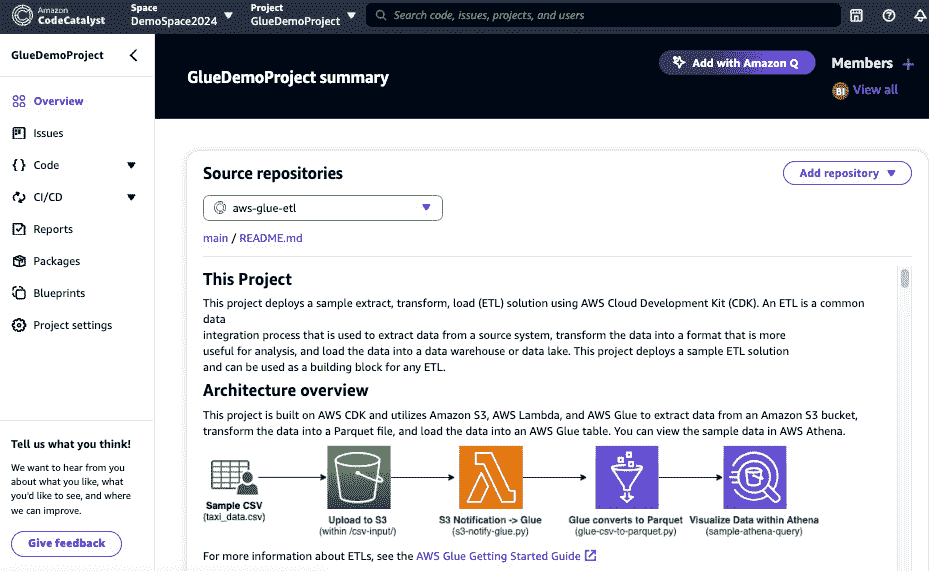 Amazon
CodeCatalyst
Space
DemoSpace2024
Project
GlueDemoProject
Search code, issues, projects, and users
GlueDemoProject
Overview
Issues
Code
CI/CD
Reports
Packages
Blueprints
Project settings
Tell us what you think!
We want to hear from you
about what you like, what
you'd like to see, and where
we can improve.
Give feedback
GlueDemoProject summary
Add with Amazon Q
Members
BI
View all
Source repositories
Add repository
aws-glue-etl
main / README.md
This Project
This project deploys a sample extract, transform, load (ETL) solution using AWS Cloud Development Kit (CDK). An ETL is a common
data
integration process that is used to extract data from a source system, transform the data into a format that is more
useful for analysis, and load the data into a data warehouse or data lake. This project deploys a sample ETL solution
and can be used as a building block for any ETL.
Architecture overview
This project is built on AWS CDK and utilizes Amazon S3, AWS Lambda, and AWS Glue to extract data from an Amazon S3 bucket,
transform the data into a Parquet file, and load the data into an AWS Glue table. You can view the sample data in AWS Athena.
Sample CSV
(taxi_data.csv)
Upload to S3
(within /csv-input/)
S3 Notification -> Glue
(s3-notify-glue.py)
Glue converts to Parquet
(glue-csv-to-parquet.py)
Visualize Data within Athena
(sample-athena-query)
For more information about ETLs, see the AWS Glue Getting Started Guide